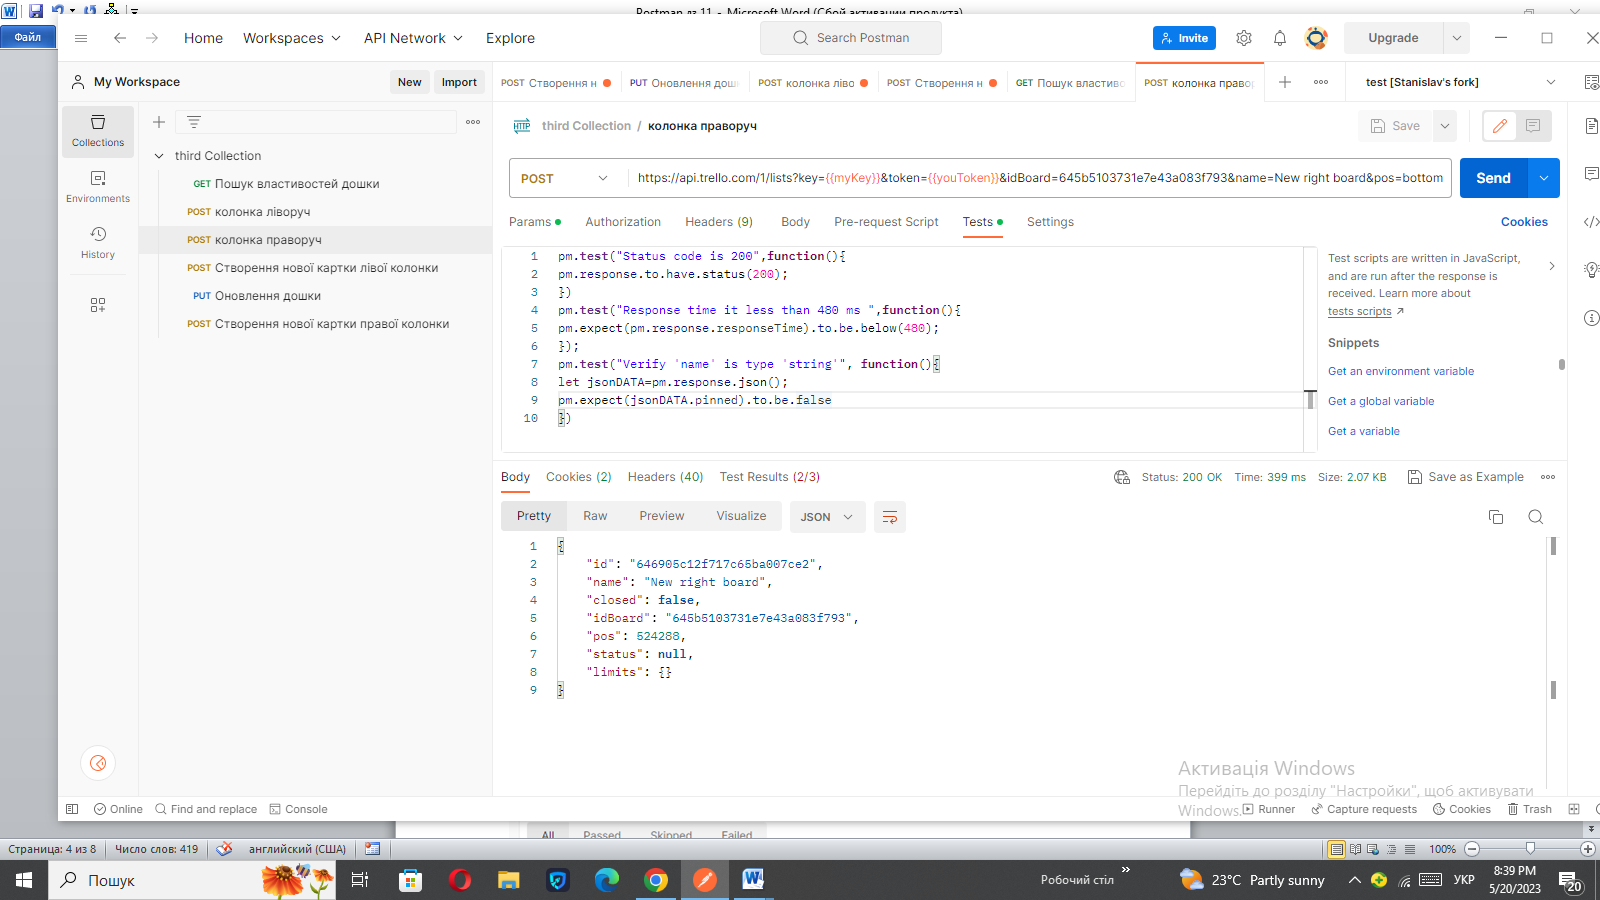 Postman дз 11 - Microsoft Word (Сбой активации продукта)
Файл
Home
Workspaces
API Network
Explore
Search Postman
Invite
Upgrade
My Workspace
New
Import
POST Створення н
PUT Оновлення дош
POST колонка ліво
POST Створення н
GET Пошук властиво
POST колонка правору
test [Stanislav's fork]
Collections
Environments
History
third Collection
GET Пошук властивостей дошки
POST колонка ліворуч
POST колонка праворуч
POST Створення нової картки лівої колонки
PUT Оновлення дошки
POST Створення нової картки правої колонки
HTTP
third Collection / колонка праворуч
Save
POST
https://api.trello.com/1/lists?key={{myKey}}&token={{youToken}}&idBoard=645b5103731e7e43a083f793&name=New right board&pos=bottom
Send
Params
Authorization
Headers (9)
Body
Pre-request Script
Tests
Settings
Cookies
1 pm.test("Status code is 200",function(){
2 pm.response.to.have.status(200);
3 })
4 pm.test("Response time it less than 480 ms ",function(){
5 pm.expect(pm.response.responseTime).to.be.below(480);
6 });
7 pm.test("Verify 'name' is type 'string'", function(){
8 let jsonDATA=pm.response.json();
9 pm.expect(jsonDATA.pinned).to.be.false
10 })
Test scripts are written in JavaScript,
and are run after the response is
received. Learn more about
tests scripts ↗
Snippets
Get an environment variable
Get a global variable
Get a variable
Body
Cookies (2)
Headers (40)
Test Results (2/3)
Status: 200 OK
Time: 399 ms
Size: 2.07 KB
Save as Example
Pretty
Raw
Preview
Visualize
JSON
1 {
2 "id": "646905c12f717c65ba007ce2",
3 "name": "New right board",
4 "closed": false,
5 "idBoard": "645b5103731e7e43a083f793",
6 "pos": 524288,
7 "status": null,
8 "limits": {}
9 }
Активація Windows
Перейдіть до розділу "Настройки", щоб активувати
Windows.
Online
Find and replace
Console
Runner
Capture requests
Cookies
Trash
All
Passed
Skipped
Failed
Страница: 4 из 8
Число слов: 419
английский (США)
100%
Пошук
Робочий стіл
23°C Partly sunny
УКР
8:39 PM
5/20/2023
20